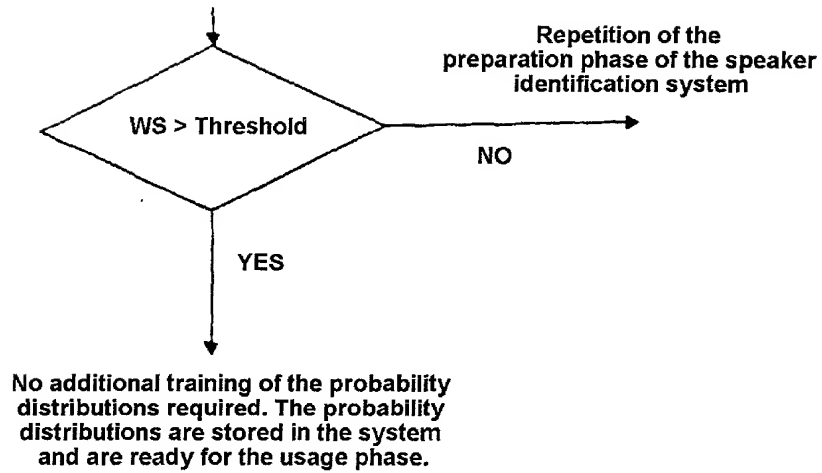 Repetition of the
preparation phase of the speaker
identification system
WS > Threshold
NO
YES
No additional training of the probability
distributions required. The probability
distributions are stored in the system
and are ready for the usage phase.